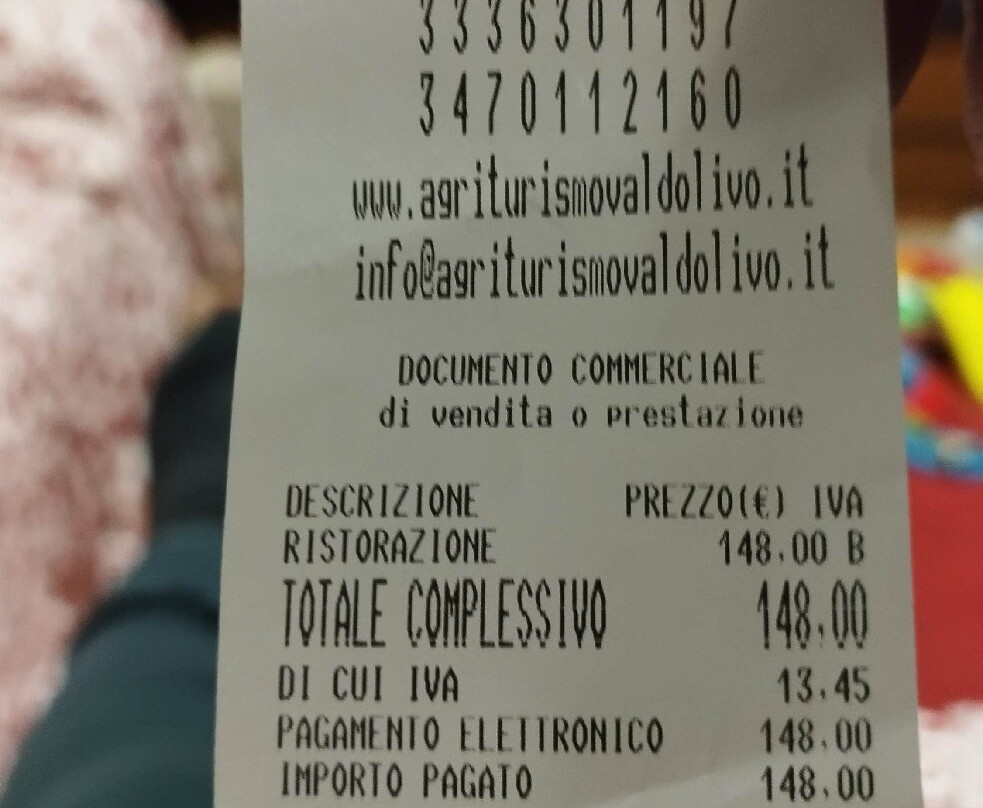 3336301197
3470112160
www.agriturismovaldolivo.it
info@agriturismovaldolivo.it
DOCUMENTO COMMERCIALE
di vendita o prestazione
DESCRIZIONE PREZZO(€) IVA
RISTORAZIONE 148,00 B
TOTALE COMPLESSIVO 148,00
DI CUI IVA 13,45
PAGAMENTO ELETTRONICO 148,00
IMPORTO PAGATO 148,00